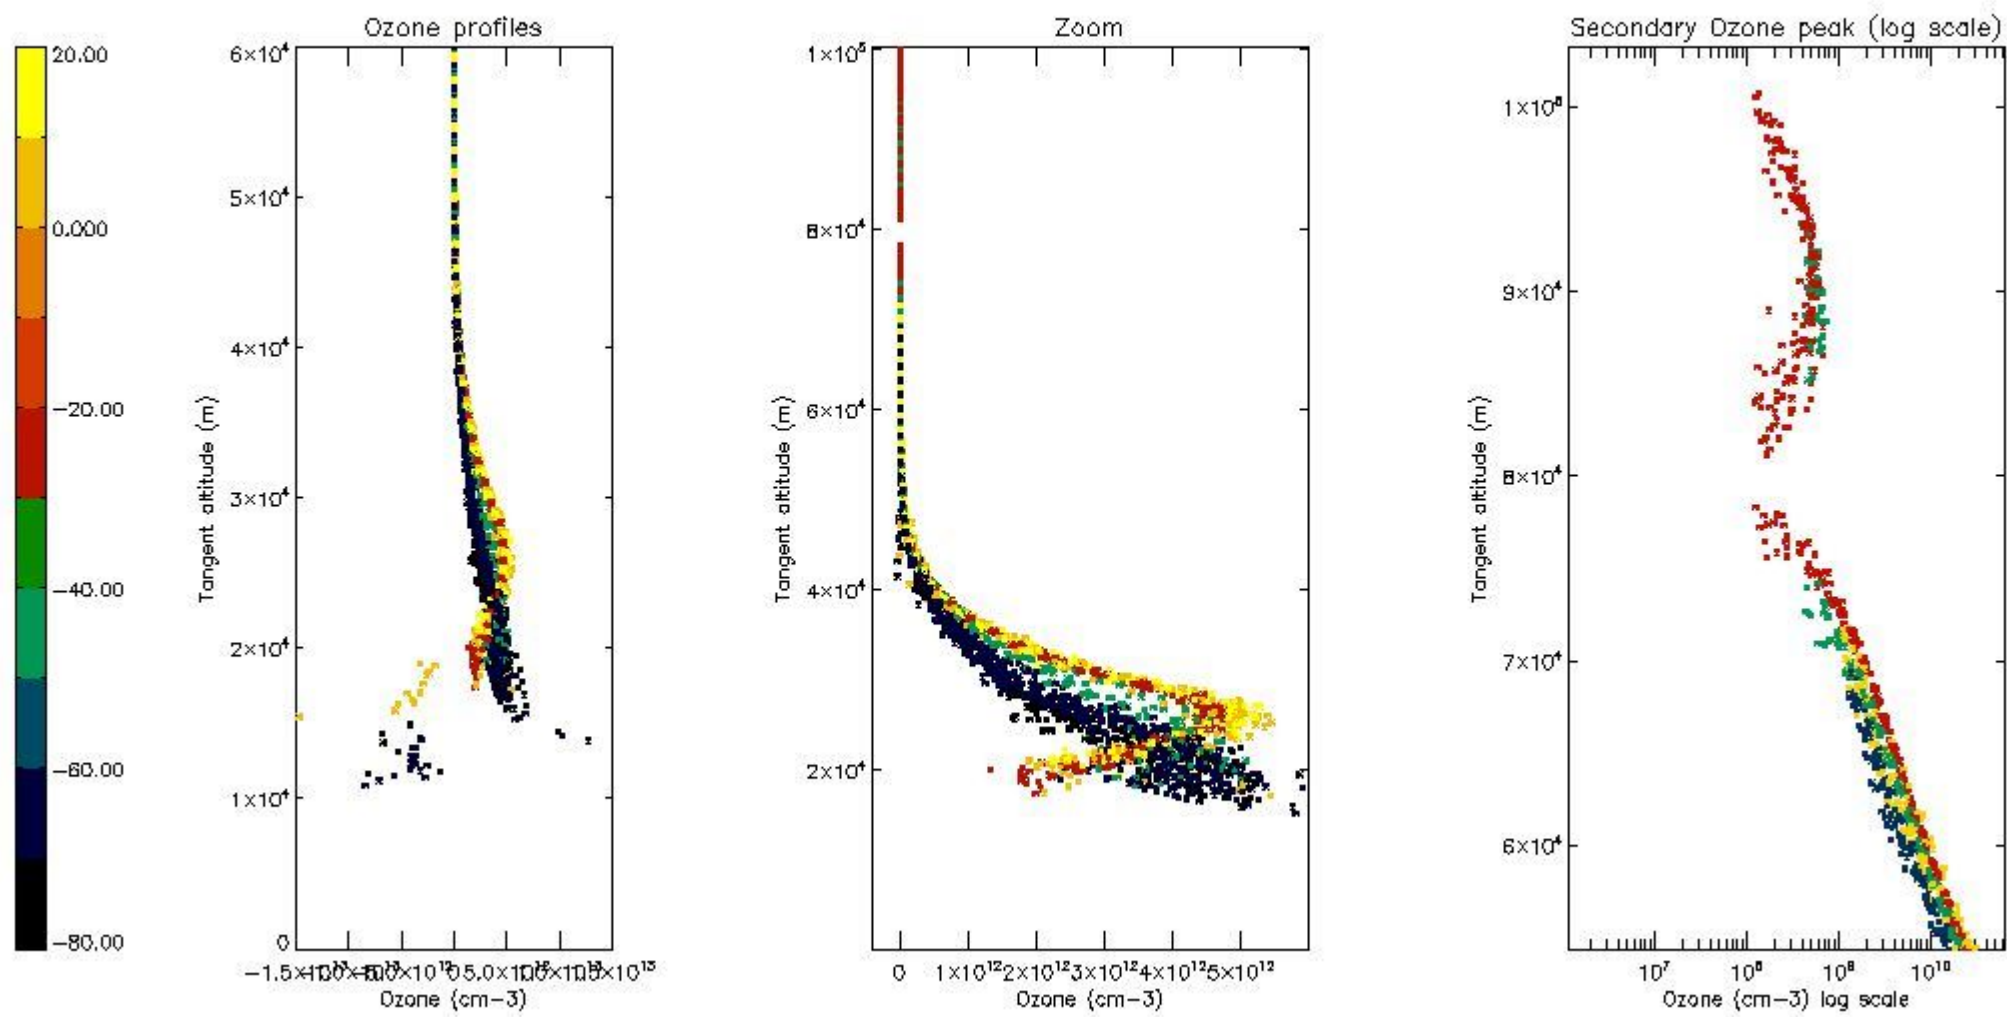 Ozone profiles
Zoom
Secondary Ozone peak (log scale)
20.00
0.000
−20.00
−40.00
−60.00
−80.00
6×10⁴
5×10⁴
4×10⁴
3×10⁴
2×10⁴
1×10⁴
0
Tangent altitude (m)
Ozone (cm−3)
1×10⁵
8×10⁴
6×10⁴
4×10⁴
2×10⁴
Tangent altitude (m)
0 1×10¹² 2×10¹² 3×10¹² 4×10¹² 5×10¹²
Ozone (cm−3)
1×10⁵
9×10⁴
8×10⁴
7×10⁴
6×10⁴
Tangent altitude (m)
10⁷ 10⁸ 10⁹ 10¹⁰
Ozone (cm−3) log scale